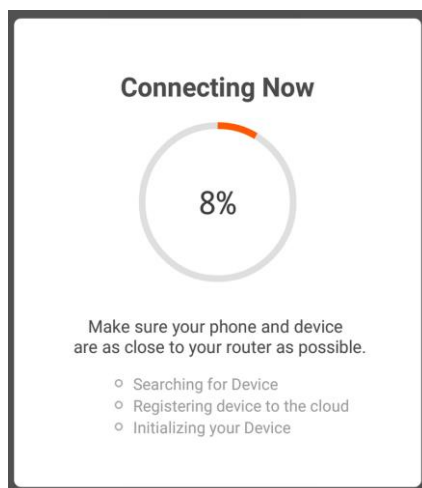 Connecting Now
8%
Make sure your phone and device
are as close to your router as possible.
Searching for Device
Registering device to the cloud
Initializing your Device